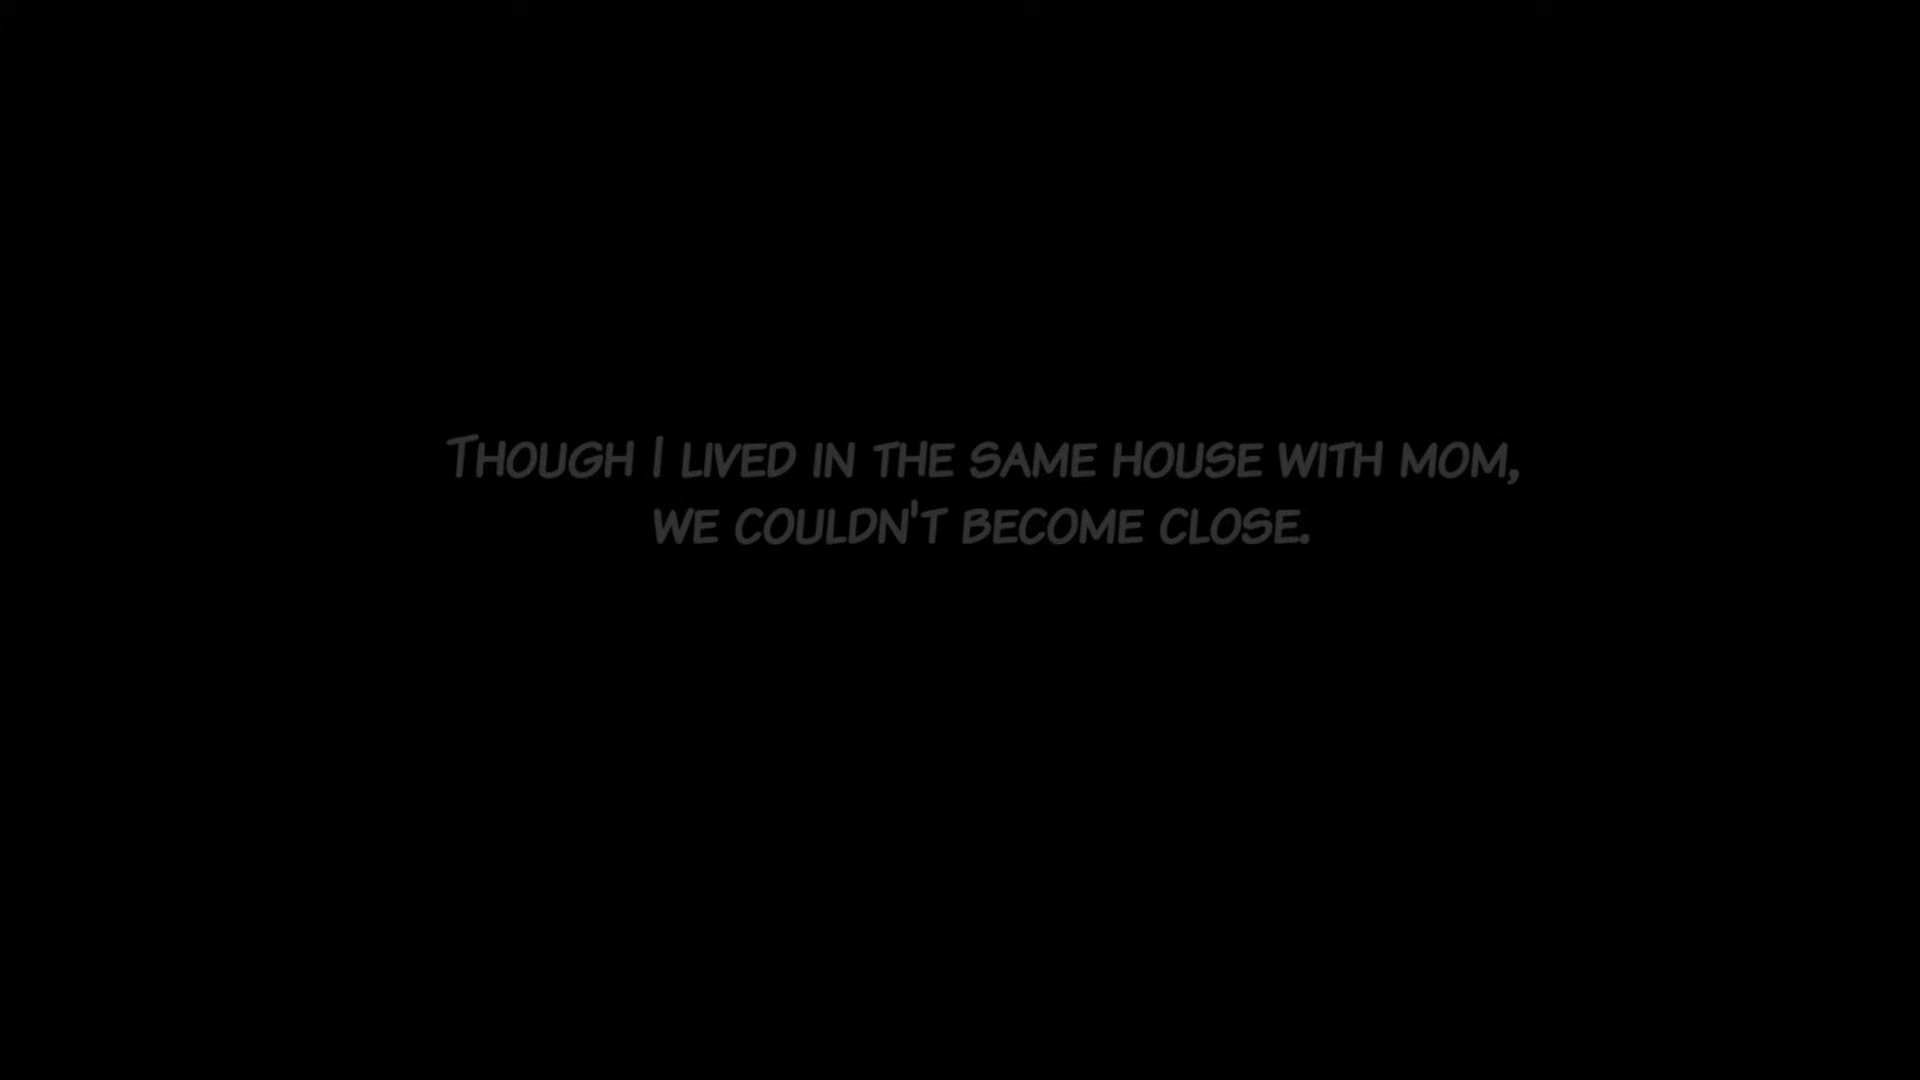 Though I lived in the same house with mom,
we couldn't become close.